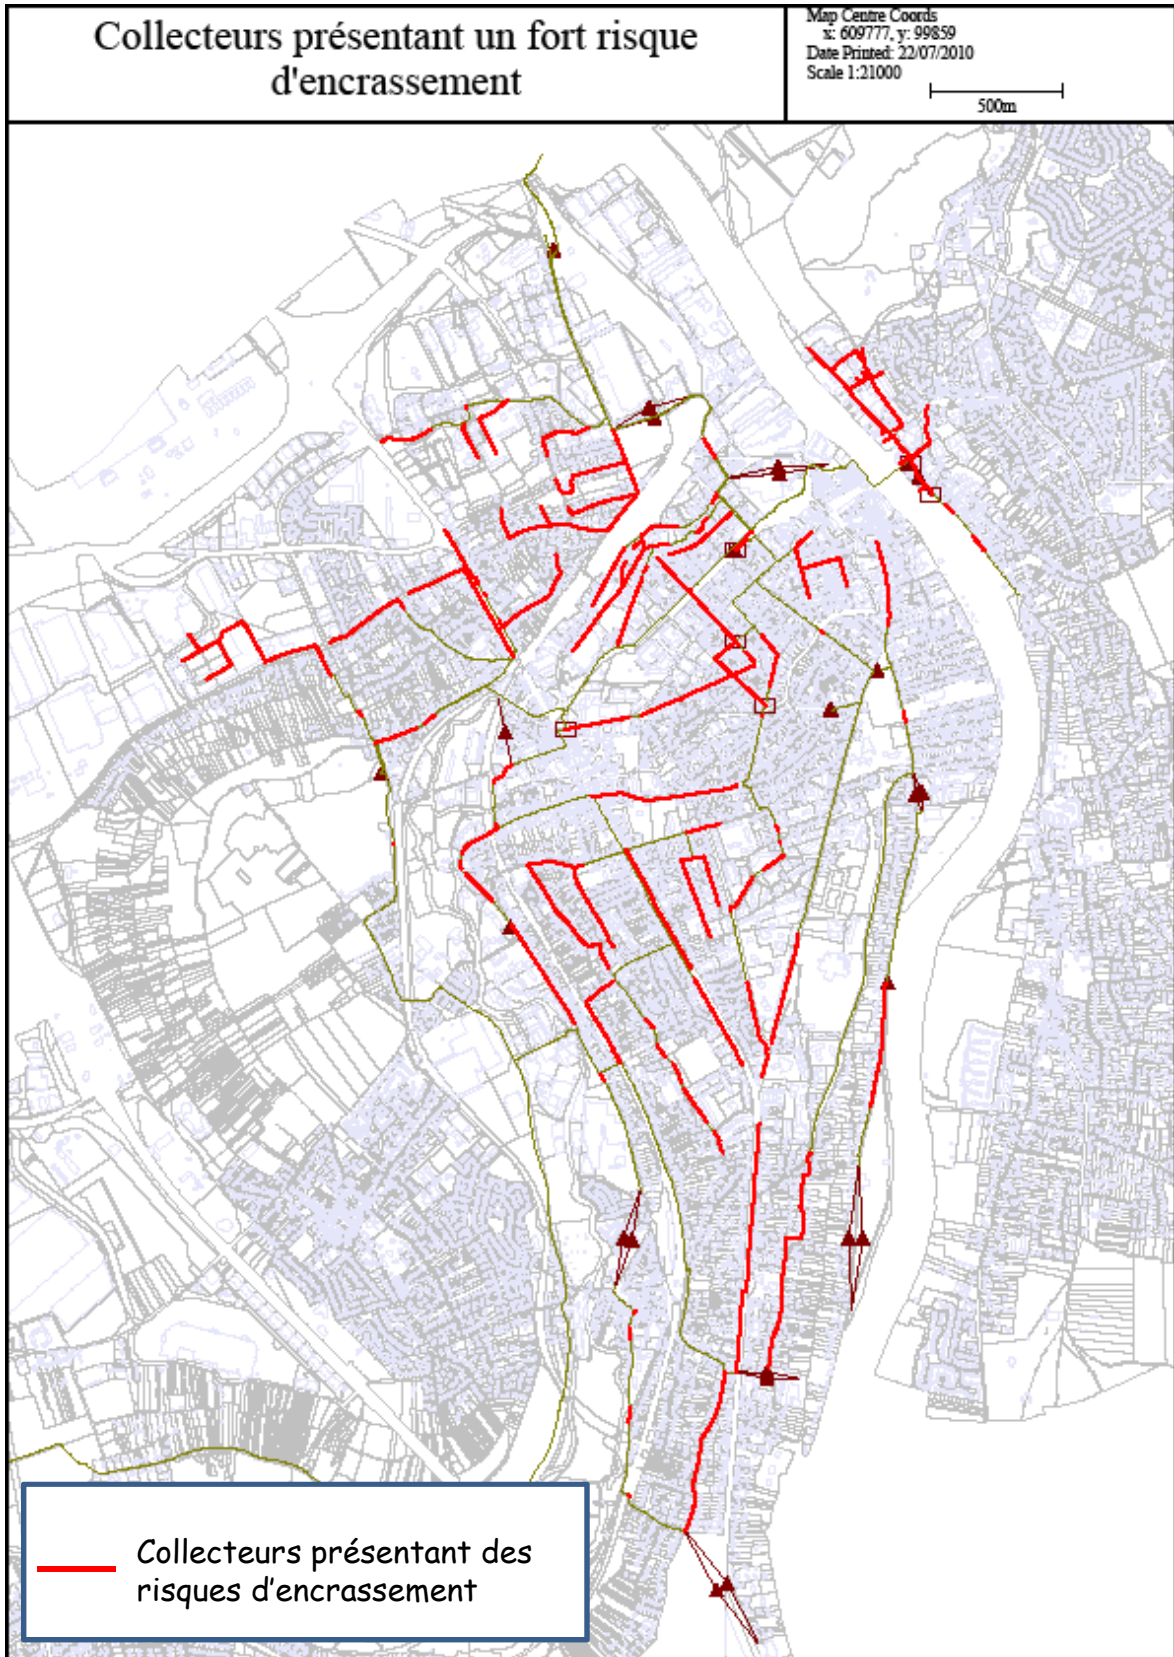 Collecteurs présentant un fort risque
d'encrassement
Map Centre Coords
x: 609777, y: 99859
Date Printed: 22/07/2010
Scale 1:21000
500m
Collecteurs présentant des
risques d'encrassement